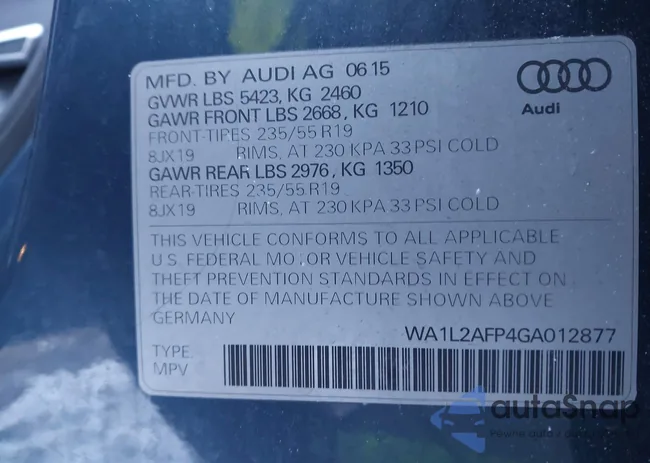 MFD. BY AUDI AG 06 15
GVWR LBS 5423, KG 2460
GAWR FRONT LBS 2668, KG 1210
FRONT-TIRES 235/55 R19
8JX19 RIMS, AT 230 KPA 33 PSI COLD
GAWR REAR LBS 2976, KG 1350
REAR-TIRES 235/55 R19
8JX19 RIMS, AT 230 KPA 33 PSI COLD
Audi
THIS VEHICLE CONFORMS TO ALL APPLICABLE
U.S. FEDERAL MO.OR VEHICLE SAFETY AND
THEFT PREVENTION STANDARDS IN EFFECT ON
THE DATE OF MANUFACTURE SHOWN ABOVE
GERMANY
WA1L2AFP4GA012877
TYPE
MPV
autaSnap
Pewne auta z